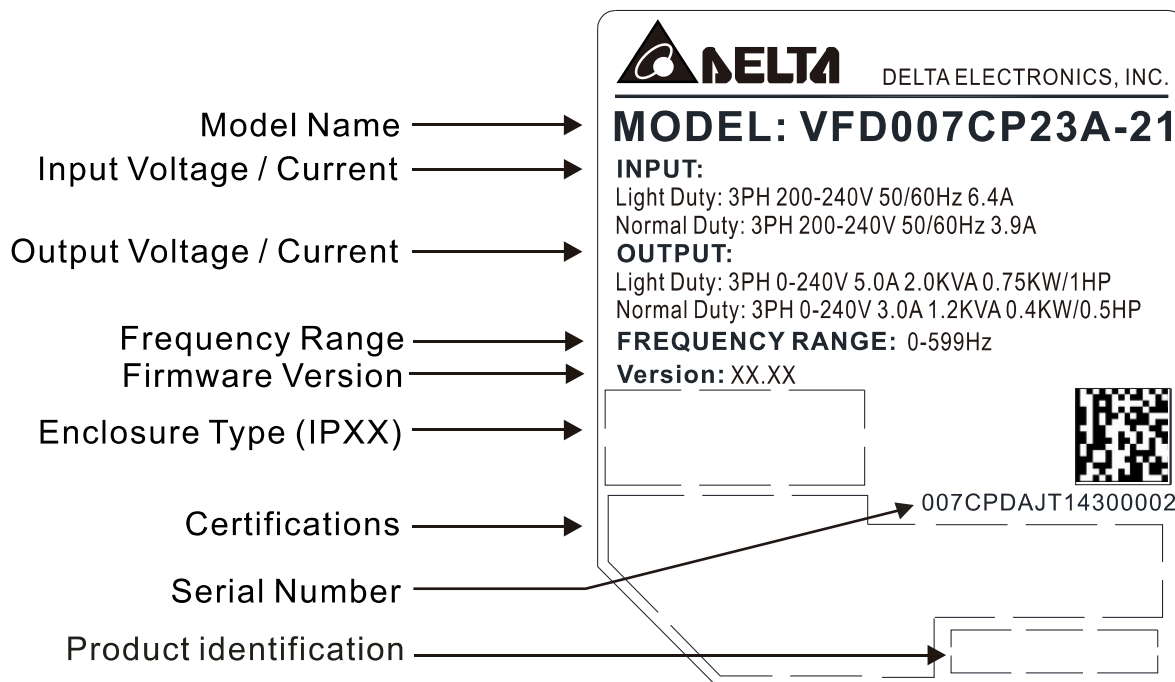 DELTA
DELTA ELECTRONICS, INC.
Model Name
MODEL: VFD007CP23A-21
Input Voltage / Current
INPUT:
Light Duty: 3PH 200-240V 50/60Hz 6.4A
Normal Duty: 3PH 200-240V 50/60Hz 3.9A
Output Voltage / Current
OUTPUT:
Light Duty: 3PH 0-240V 5.0A 2.0KVA 0.75KW/1HP
Normal Duty: 3PH 0-240V 3.0A 1.2KVA 0.4KW/0.5HP
Frequency Range
FREQUENCY RANGE: 0-599Hz
Firmware Version
Version: XX.XX
Enclosure Type (IPXX)
Certifications
007CPDAJT14300002
Serial Number
Product identification